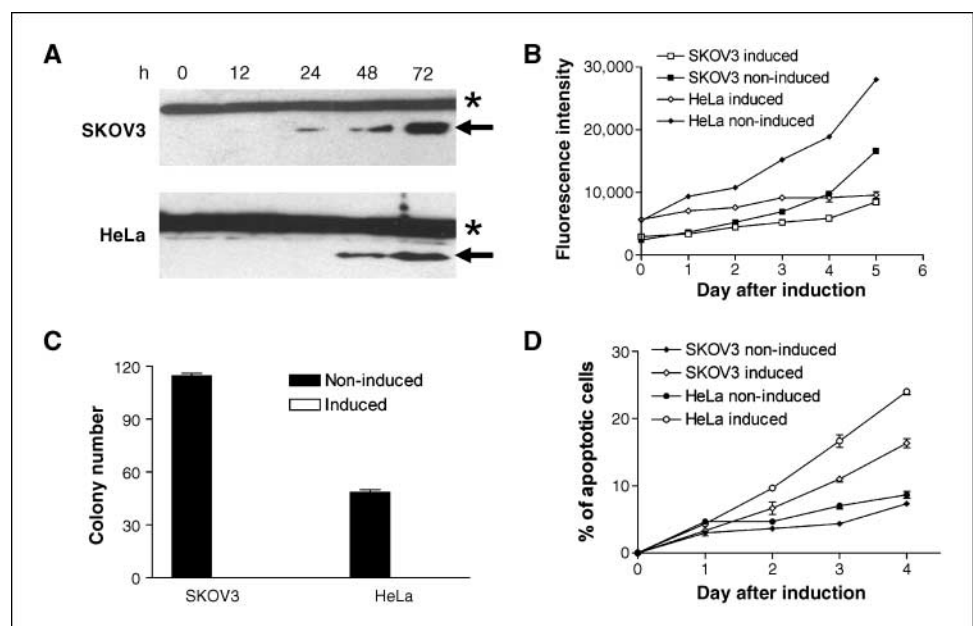 A
h 0 12 24 48 72
SKOV3
*
HeLa
*
B
SKOV3 induced
SKOV3 non-induced
HeLa induced
HeLa non-induced
Fluorescence intensity
30,000
20,000
10,000
0
0 1 2 3 4 5 6
Day after induction
C
Colony number
120
90
60
30
0
Non-induced
Induced
SKOV3 HeLa
D
SKOV3 non-induced
SKOV3 induced
HeLa non-induced
HeLa induced
% of apoptotic cells
30
20
10
0
0 1 2 3 4
Day after induction